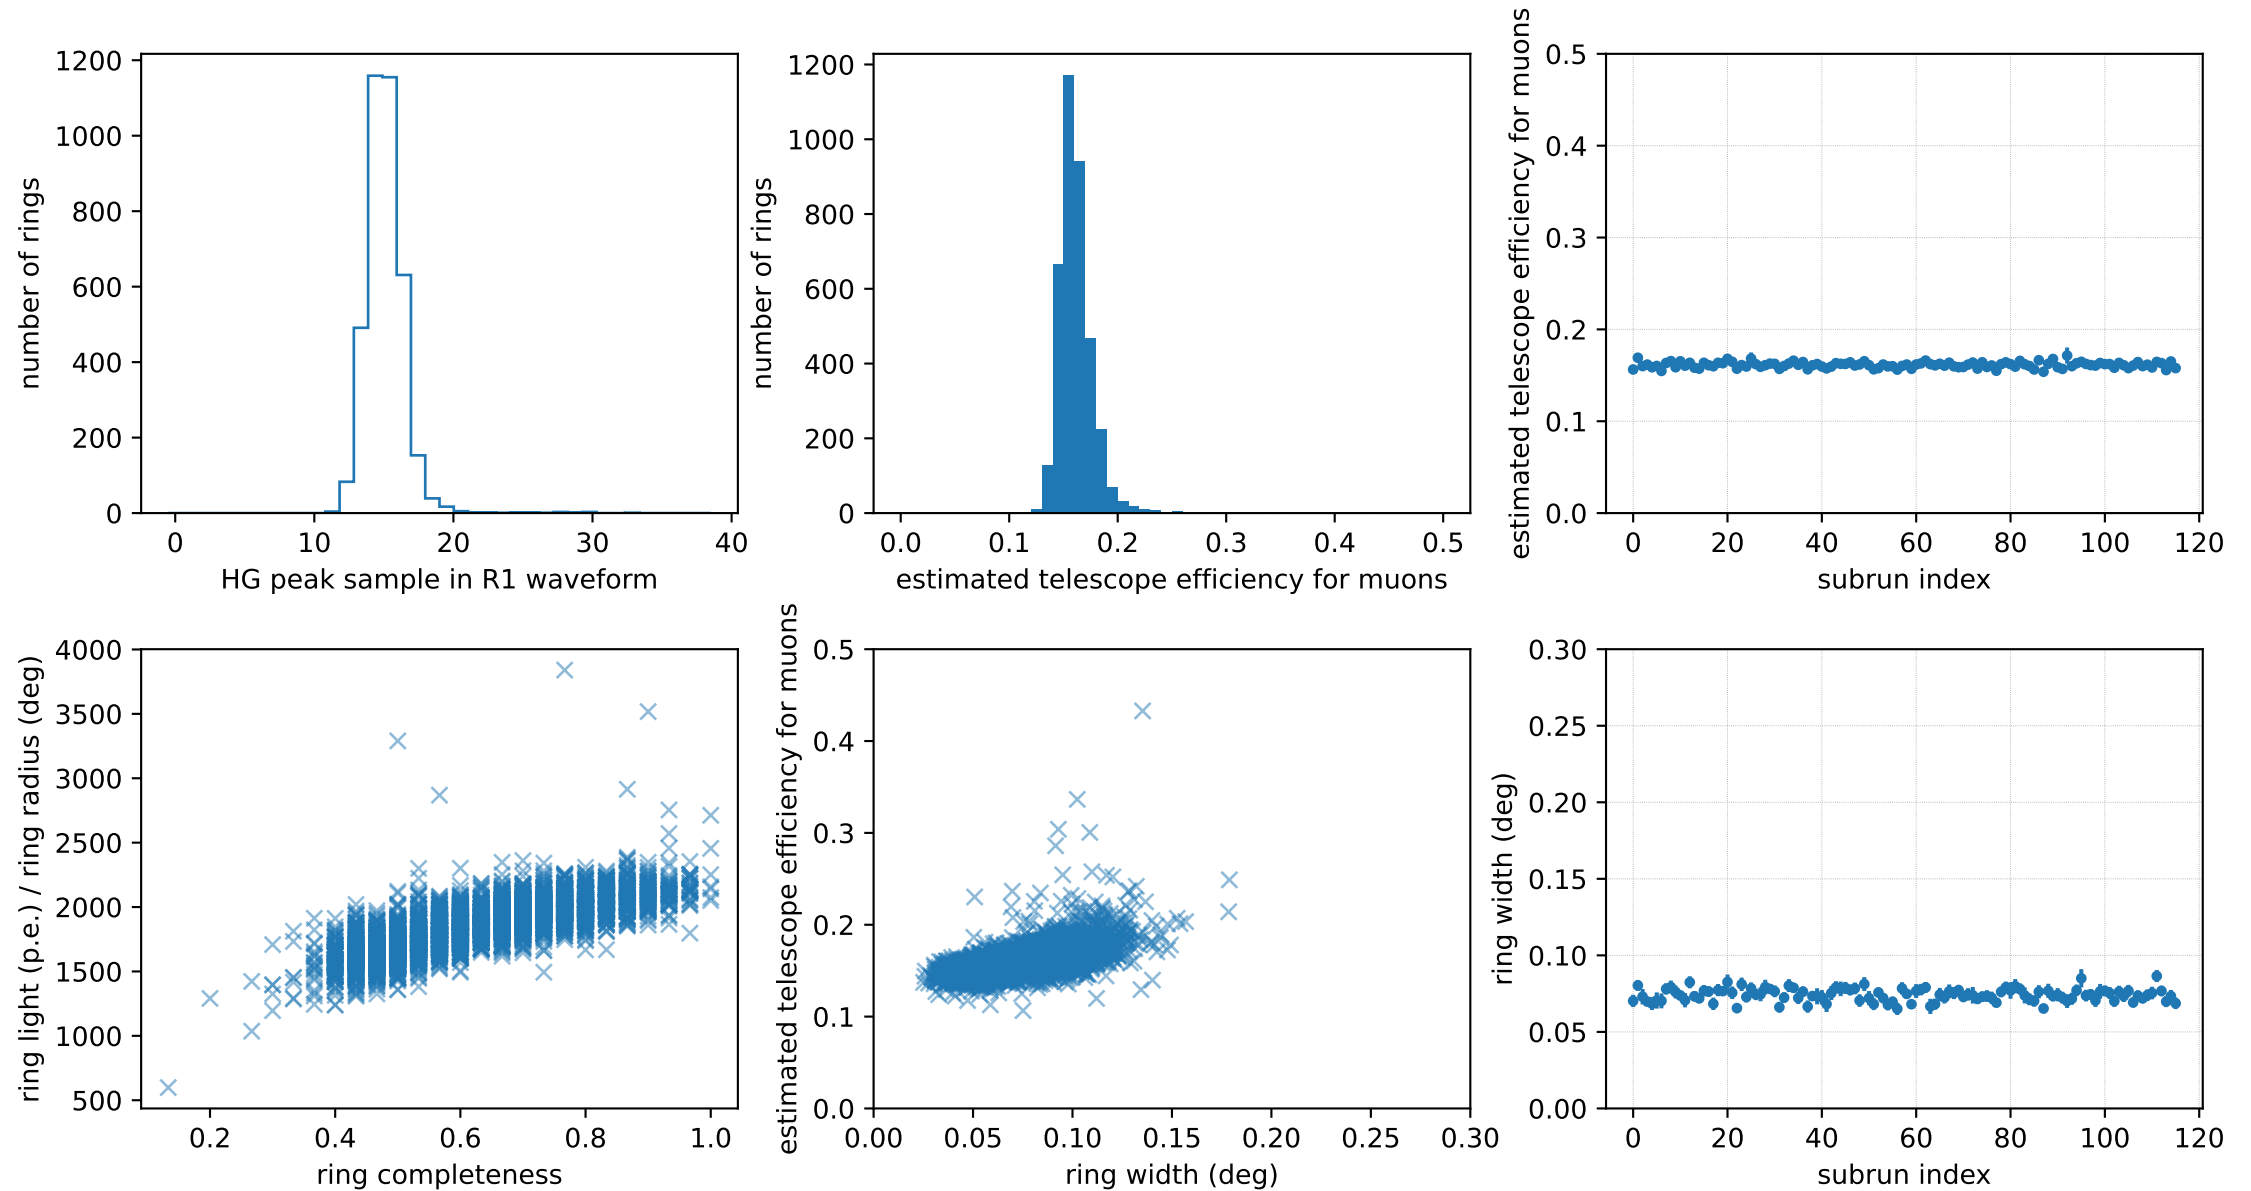 1200
1000
800
600
400
200
0
number of rings
0 10 20 30 40
HG peak sample in R1 waveform
1200
1000
800
600
400
200
0
number of rings
0.0 0.1 0.2 0.3 0.4 0.5
estimated telescope efficiency for muons
0.5
0.4
0.3
0.2
0.1
0.0
estimated telescope efficiency for muons
0 20 40 60 80 100 120
subrun index
4000
3500
3000
2500
2000
1500
1000
500
ring light (p.e.) / ring radius (deg)
0.2 0.4 0.6 0.8 1.0
ring completeness
0.5
0.4
0.3
0.2
0.1
0.0
estimated telescope efficiency for muons
0.00 0.05 0.10 0.15 0.20 0.25 0.30
ring width (deg)
0.30
0.25
0.20
0.15
0.10
0.05
0.00
ring width (deg)
0 20 40 60 80 100 120
subrun index